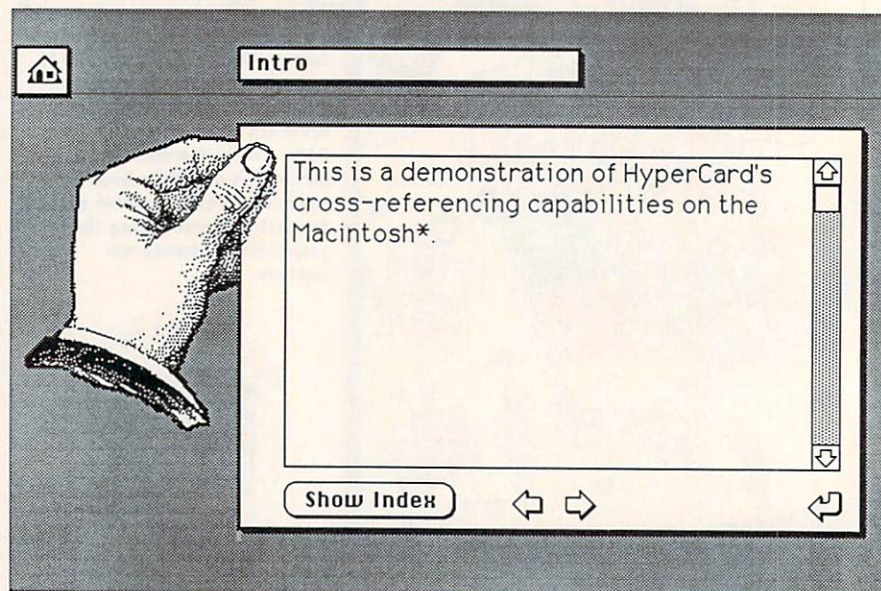 Intro
This is a demonstration of HyperCard's
cross-referencing capabilities on the
Macintosh*.
Show Index